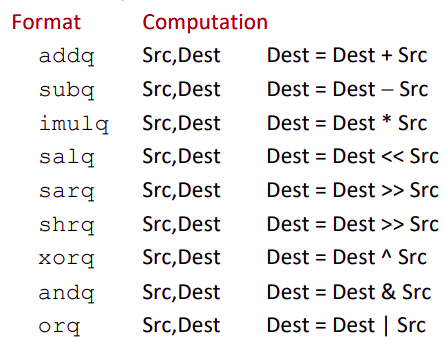 Format Computation
addq Src,Dest Dest = Dest + Src
subq Src,Dest Dest = Dest − Src
imulq Src,Dest Dest = Dest * Src
salq Src,Dest Dest = Dest << Src
sarq Src,Dest Dest = Dest >> Src
shrq Src,Dest Dest = Dest >> Src
xorq Src,Dest Dest = Dest ^ Src
andq Src,Dest Dest = Dest & Src
orq Src,Dest Dest = Dest | Src